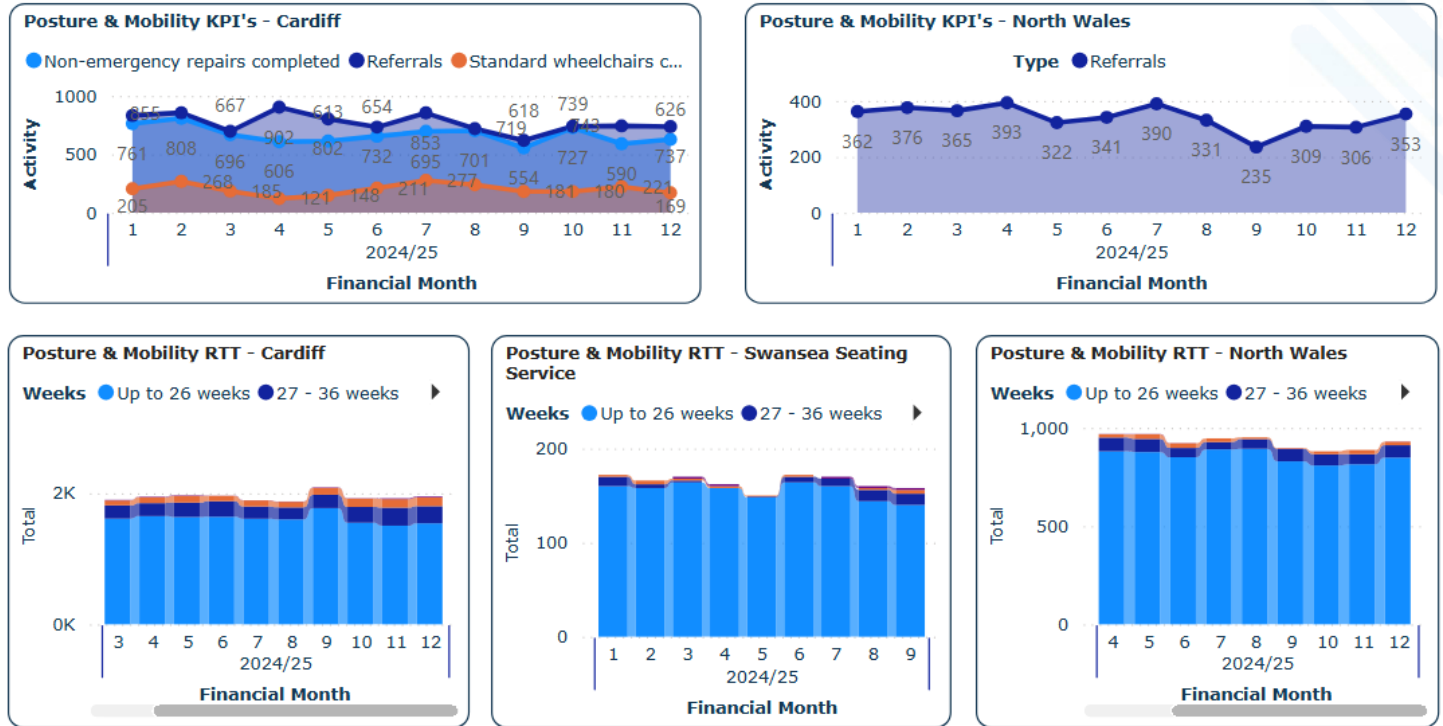 Posture & Mobility KPI's - Cardiff
Non-emergency repairs completed Referrals Standard wheelchairs c...
1000
500
0
Activity
855 667 613 654 618 739 626
902 802 732 853 719 743
761 808 696 606 695 701 554 727 590 737
205 268 185 121 148 211 277 181 180 221 169
1 2 3 4 5 6 7 8 9 10 11 12
2024/25
Financial Month
Posture & Mobility KPI's - North Wales
Type Referrals
400
200
0
Activity
362 376 365 393 322 341 390 331 235 309 306 353
1 2 3 4 5 6 7 8 9 10 11 12
2024/25
Financial Month
Posture & Mobility RTT - Cardiff
Weeks Up to 26 weeks 27 - 36 weeks
2K
0K
Total
3 4 5 6 7 8 9 10 11 12
2024/25
Financial Month
Posture & Mobility RTT - Swansea Seating
Service
Weeks Up to 26 weeks 27 - 36 weeks
200
100
0
Total
1 2 3 4 5 6 7 8 9
2024/25
Financial Month
Posture & Mobility RTT - North Wales
Weeks Up to 26 weeks 27 - 36 weeks
1,000
500
0
Total
4 5 6 7 8 9 10 11 12
2024/25
Financial Month